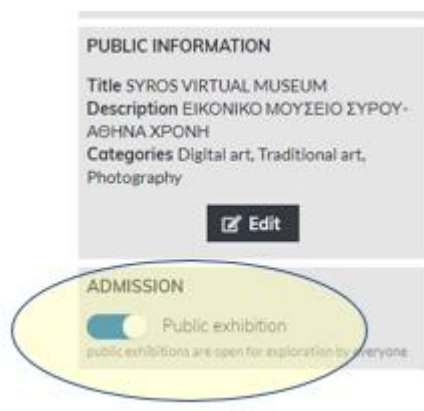 PUBLIC INFORMATION
Title SYROS VIRTUAL MUSEUM
Description ΕΙΚΟΝΙΚΟ ΜΟΥΣΕΙΟ ΣΥΡΟΥ-
ΑΘΗΝΑ ΧΡΟΝΗ
Categories Digital art, Traditional art,
Photography
Edit
ADMISSION
Public exhibition
public exhibitions are open for exploration by everyone